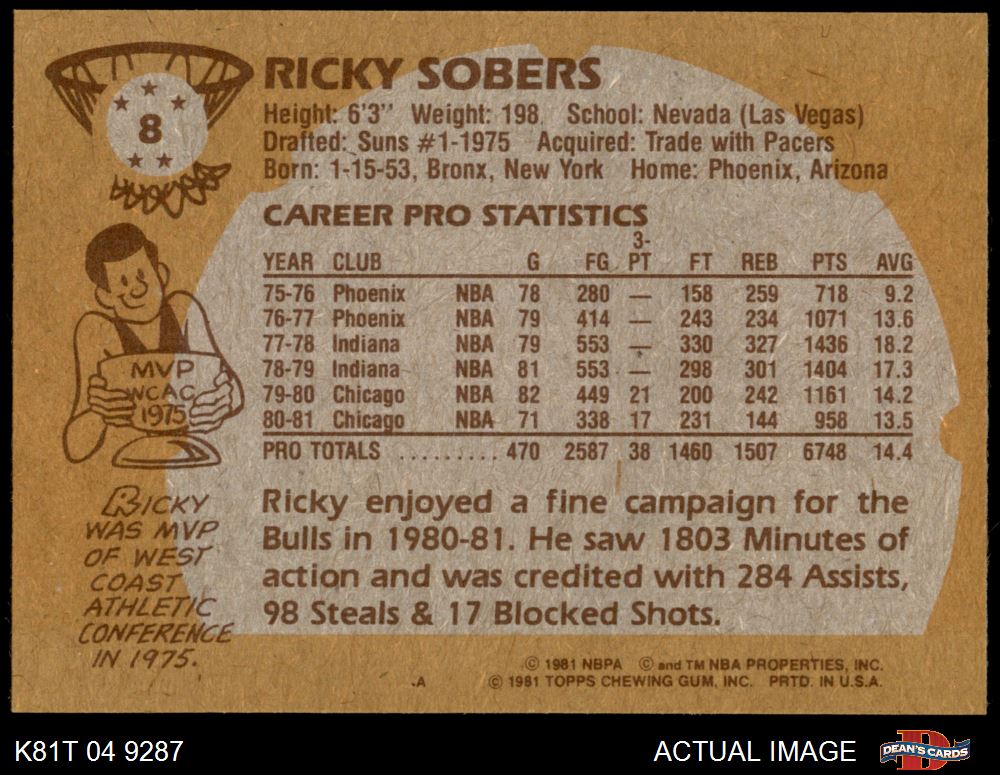 8
RICKY SOBERS
Height: 6'3" Weight: 198 School: Nevada (Las Vegas)
Drafted: Suns #1-1975 Acquired: Trade with Pacers
Born: 1-15-53, Bronx, New York Home: Phoenix, Arizona
CAREER PRO STATISTICS
YEAR CLUB G FG 3-PT FT REB PTS AVG
75-76 Phoenix NBA 78 280 — 158 259 718 9.2
76-77 Phoenix NBA 79 414 — 243 234 1071 13.6
77-78 Indiana NBA 79 553 — 330 327 1436 18.2
78-79 Indiana NBA 81 553 — 298 301 1404 17.3
79-80 Chicago NBA 82 449 21 200 242 1161 14.2
80-81 Chicago NBA 71 338 17 231 144 958 13.5
PRO TOTALS ......... 470 2587 38 1460 1507 6748 14.4
MVP
WCAC
1975
RICKY
WAS MVP
OF WEST
COAST
ATHLETIC
CONFERENCE
IN 1975.
Ricky enjoyed a fine campaign for the
Bulls in 1980-81. He saw 1803 Minutes of
action and was credited with 284 Assists,
98 Steals & 17 Blocked Shots.
© 1981 NBPA © and TM NBA PROPERTIES, INC.
.A © 1981 TOPPS CHEWING GUM, INC. PRTD. IN U.S.A.
K81T 04 9287 ACTUAL IMAGE DEAN'S CARDS